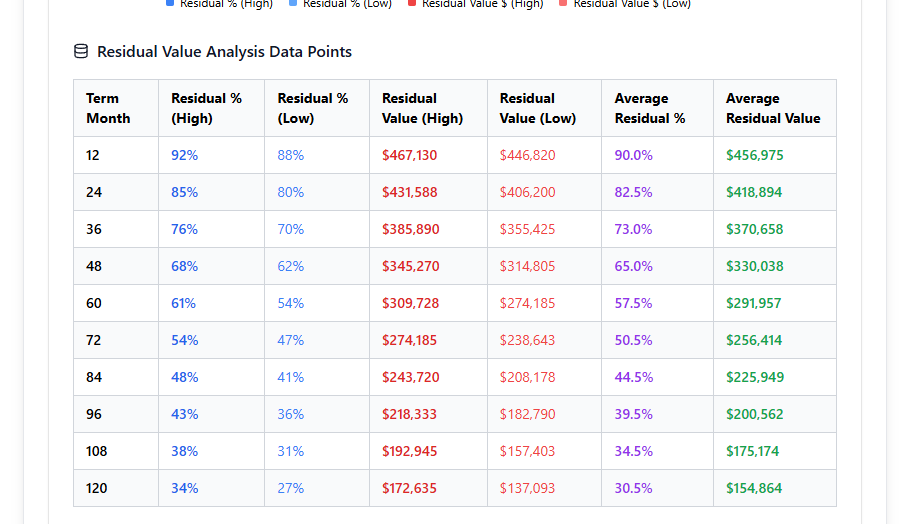 Residual % (High) Residual % (Low) Residual Value $ (High) Residual Value $ (Low)
Residual Value Analysis Data Points
Term Month Residual % (High) Residual % (Low) Residual Value (High) Residual Value (Low) Average Residual % Average Residual Value
12 92% 88% $467,130 $446,820 90.0% $456,975
24 85% 80% $431,588 $406,200 82.5% $418,894
36 76% 70% $385,890 $355,425 73.0% $370,658
48 68% 62% $345,270 $314,805 65.0% $330,038
60 61% 54% $309,728 $274,185 57.5% $291,957
72 54% 47% $274,185 $238,643 50.5% $256,414
84 48% 41% $243,720 $208,178 44.5% $225,949
96 43% 36% $218,333 $182,790 39.5% $200,562
108 38% 31% $192,945 $157,403 34.5% $175,174
120 34% 27% $172,635 $137,093 30.5% $154,864